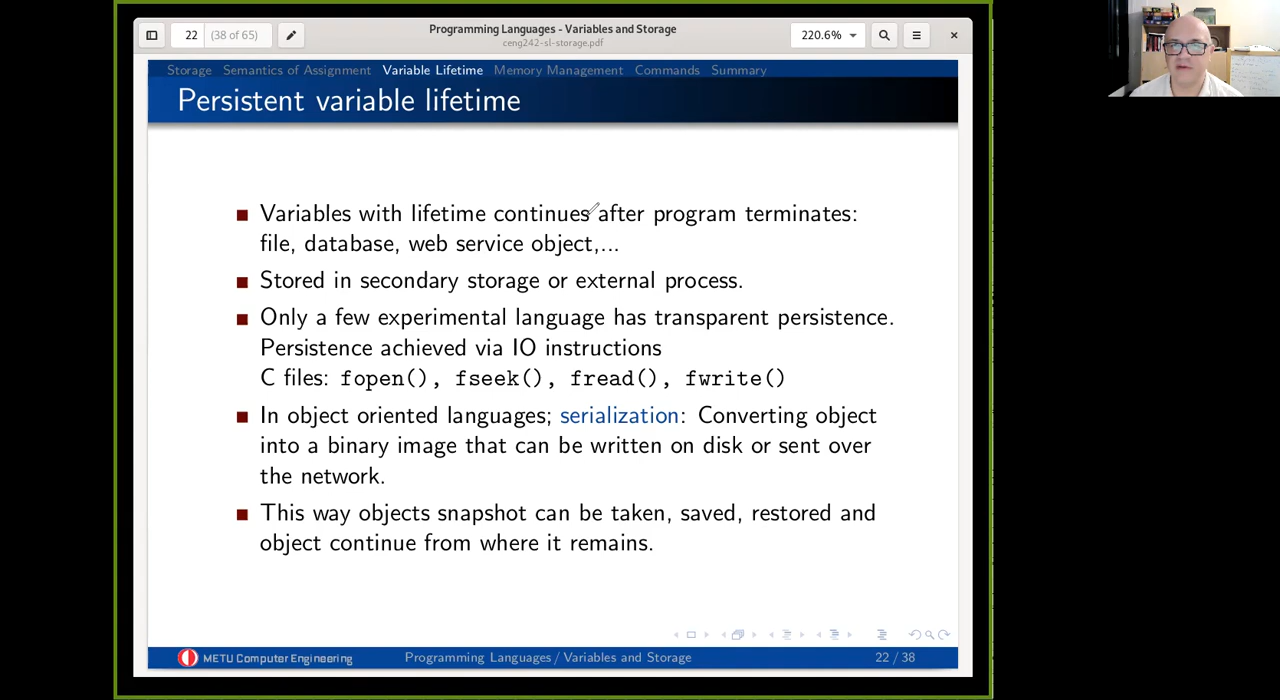 22 (38 of 65)
Programming Languages - Variables and Storage
ceng242-sl-storage.pdf
220.6%
Storage Semantics of Assignment Variable Lifetime Memory Management Commands Summary
Persistent variable lifetime
Variables with lifetime continues after program terminates:
file, database, web service object,...
Stored in secondary storage or external process.
Only a few experimental language has transparent persistence.
Persistence achieved via IO instructions
C files: fopen(), fseek(), fread(), fwrite()
In object oriented languages; serialization: Converting object
into a binary image that can be written on disk or sent over
the network.
This way objects snapshot can be taken, saved, restored and
object continue from where it remains.
METU Computer Engineering Programming Languages / Variables and Storage 22 / 38